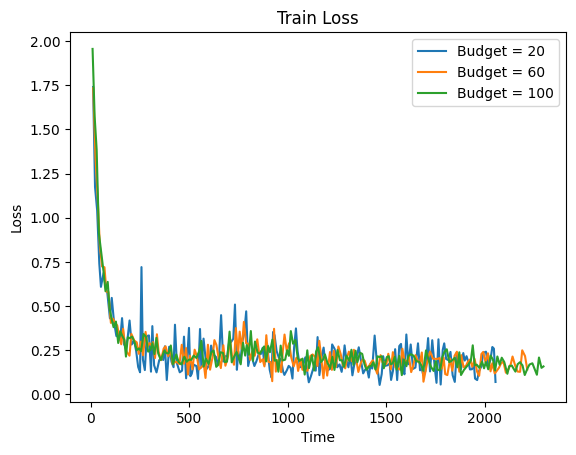 Train Loss
2.00
1.75
1.50
1.25
1.00
0.75
0.50
0.25
0.00
Loss
Budget = 20
Budget = 60
Budget = 100
0
500
1000
1500
2000
Time